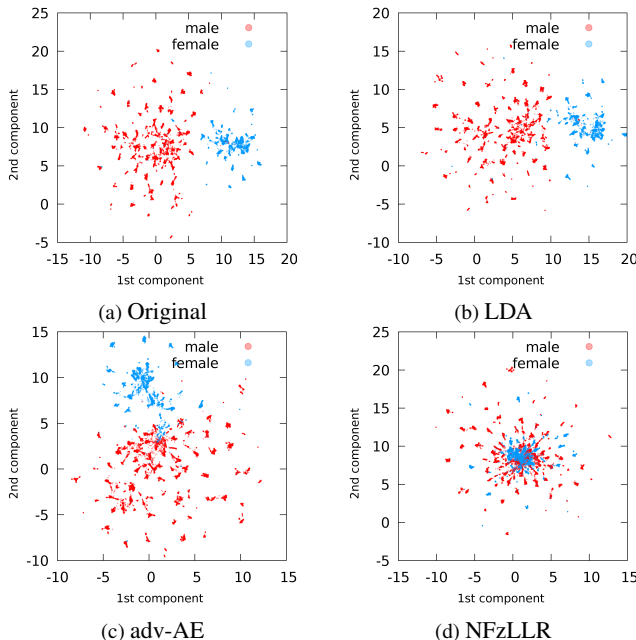 male
female
25
20
15
10
5
0
-5
2nd component
-15 -10 -5 0 5 10 15 20
1st component
(a) Original
male
female
20
15
10
5
0
-5
-10
2nd component
-10 -5 0 5 10 15 20
1st component
(b) LDA
male
female
15
10
5
0
-5
-10
2nd component
-10 -5 0 5 10 15
1st component
(c) adv-AE
male
female
25
20
15
10
5
0
-5
2nd component
-15 -10 -5 0 5 10 15
1st component
(d) NFzLLR